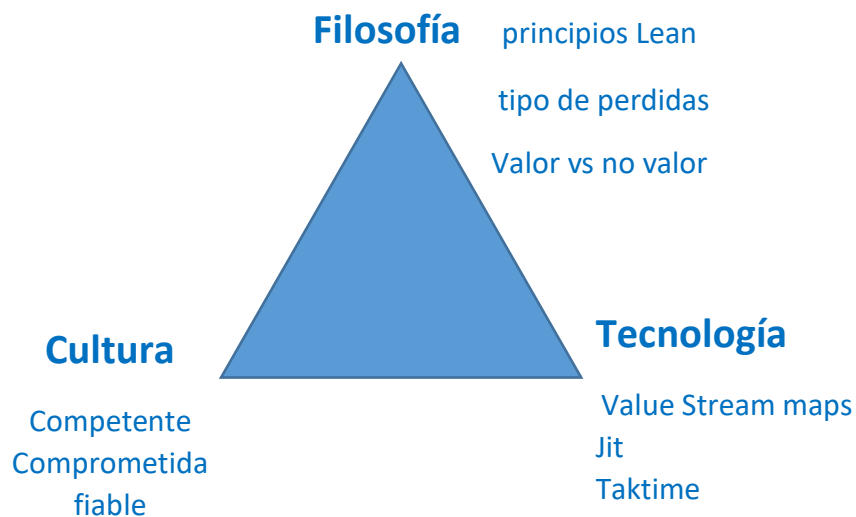 Filosofía
principios Lean
tipo de perdidas
Valor vs no valor
Cultura
Competente
Comprometida
fiable
Tecnología
Value Stream maps
Jit
Taktime